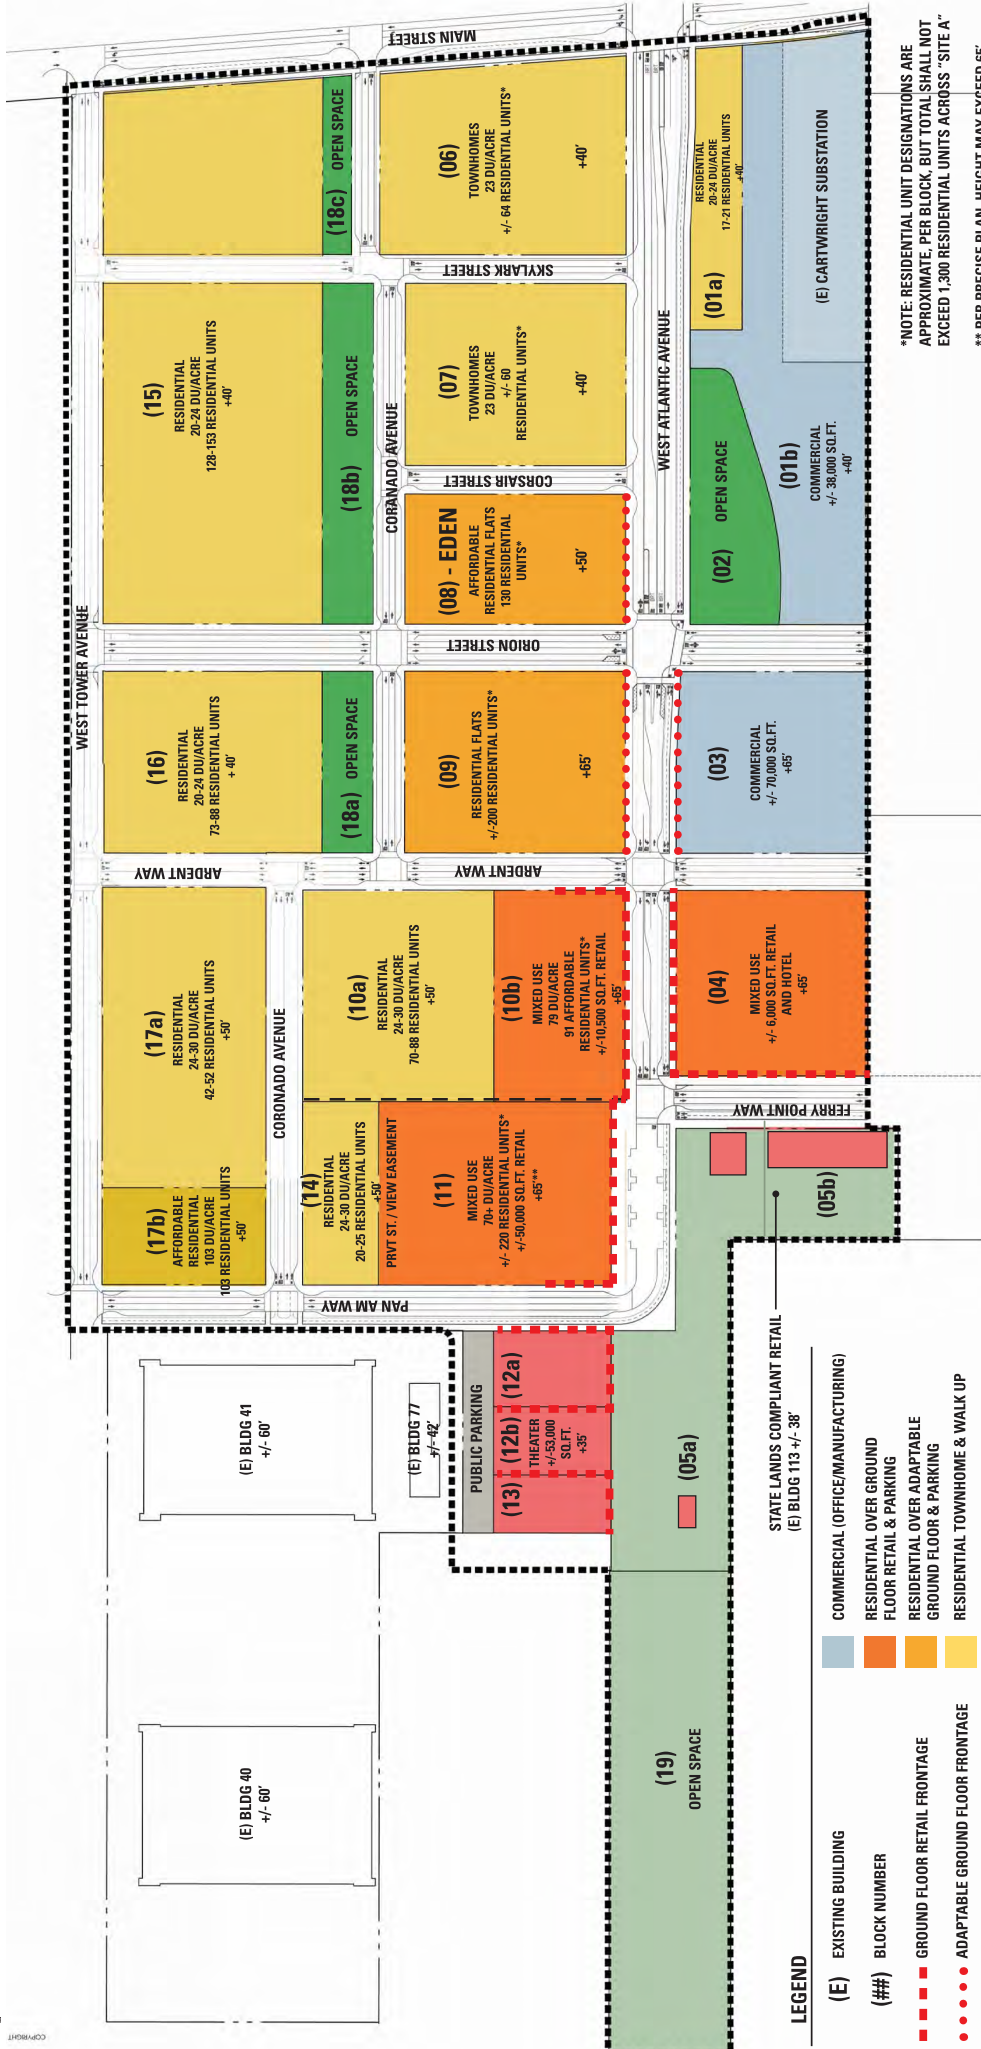 COPYRIGHT
WEST TOWER AVENUE
MAIN STREET
(17b)
AFFORDABLE
RESIDENTIAL
103 DU/ACRE
103 RESIDENTIAL UNITS
+50'
(17a)
RESIDENTIAL
24-30 DU/ACRE
42-52 RESIDENTIAL UNITS
+50'
ARDENT WAY
(16)
RESIDENTIAL
20-24 DU/ACRE
73-88 RESIDENTIAL UNITS
+ 40'
(15)
RESIDENTIAL
20-24 DU/ACRE
128-153 RESIDENTIAL UNITS
+40'
(18a) OPEN SPACE
(18b) OPEN SPACE
(18c) OPEN SPACE
CORONADO AVENUE
CORANADO AVENUE
(E) BLDG 40
+/- 60'
(E) BLDG 41
+/- 60'
(E) BLDG 77
+/- 42'
PAN AM WAY
(14)
RESIDENTIAL
24-30 DU/ACRE
20-25 RESIDENTIAL UNITS
+50'
PRVT ST. / VIEW EASEMENT
(10a)
RESIDENTIAL
24-30 DU/ACRE
70-88 RESIDENTIAL UNITS
+50'
(11)
MIXED USE
70+ DU/ACRE
+/- 220 RESIDENTIAL UNITS*
+/-50,000 SQ.FT. RETAIL
+65'**
(10b)
MIXED USE
79 DU/ACRE
91 AFFORDABLE
RESIDENTIAL UNITS*
+/-10,500 SQ.FT. RETAIL
+65'
ARDENT WAY
(09)
RESIDENTIAL FLATS
+/-200 RESIDENTIAL UNITS*
+65'
ORION STREET
(08) - EDEN
AFFORDABLE
RESIDENTIAL FLATS
130 RESIDENTIAL
UNITS*
+50'
CORSAIR STREET
(07)
TOWNHOMES
23 DU/ACRE
+/- 60
RESIDENTIAL UNITS*
+40'
SKYLARK STREET
(06)
TOWNHOMES
23 DU/ACRE
+/- 64 RESIDENTIAL UNITS*
+40'
PUBLIC PARKING
(13)
(12b)
THEATER
+/-53,000
SQ.FT.
+35'
(12a)
WEST ATLANTIC AVENUE
(19)
OPEN SPACE
(05a)
(05b)
FERRY POINT WAY
(04)
MIXED USE
+/- 6,000 SQ.FT. RETAIL
AND HOTEL
+65'
(03)
COMMERCIAL
+/- 70,000 SQ.FT.
+65'
(02) OPEN SPACE
(01b)
COMMERCIAL
+/- 38,000 SQ.FT.
+40'
(01a)
RESIDENTIAL
20-24 DU/ACRE
17-21 RESIDENTIAL UNITS
+40'
(E) CARTWRIGHT SUBSTATION
STATE LANDS COMPLIANT RETAIL
(E) BLDG 113 +/- 38'
LEGEND
(E) EXISTING BUILDING
(##) BLOCK NUMBER
GROUND FLOOR RETAIL FRONTAGE
ADAPTABLE GROUND FLOOR FRONTAGE
COMMERCIAL (OFFICE/MANUFACTURING)
RESIDENTIAL OVER GROUND
FLOOR RETAIL & PARKING
RESIDENTIAL OVER ADAPTABLE
GROUND FLOOR & PARKING
RESIDENTIAL TOWNHOME & WALK UP
*NOTE: RESIDENTIAL UNIT DESIGNATIONS ARE
APPROXIMATE, PER BLOCK, BUT TOTAL SHALL NOT
EXCEED 1,300 RESIDENTIAL UNITS ACROSS "SITE A"
** PER PRECISE PLAN, HEIGHT MAY EXCEED 65'